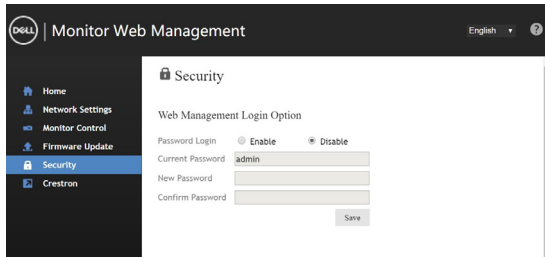 DELL | Monitor Web Management
English
?
Home
Network Settings
Monitor Control
Firmware Update
Security
Crestron
Security
Web Management Login Option
Password Login Enable Disable
Current Password admin
New Password
Confirm Password
Save